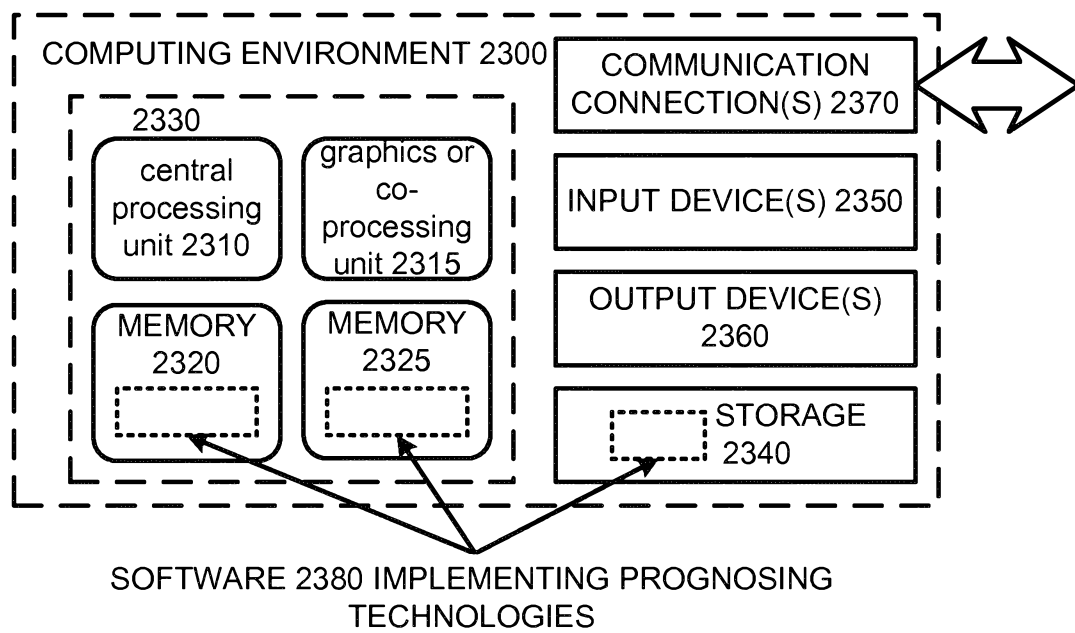 COMPUTING ENVIRONMENT 2300
2330
central
processing
unit 2310
graphics or
co-
processing
unit 2315
MEMORY
2320
MEMORY
2325
COMMUNICATION
CONNECTION(S) 2370
INPUT DEVICE(S) 2350
OUTPUT DEVICE(S)
2360
STORAGE
2340
SOFTWARE 2380 IMPLEMENTING PROGNOSING
TECHNOLOGIES